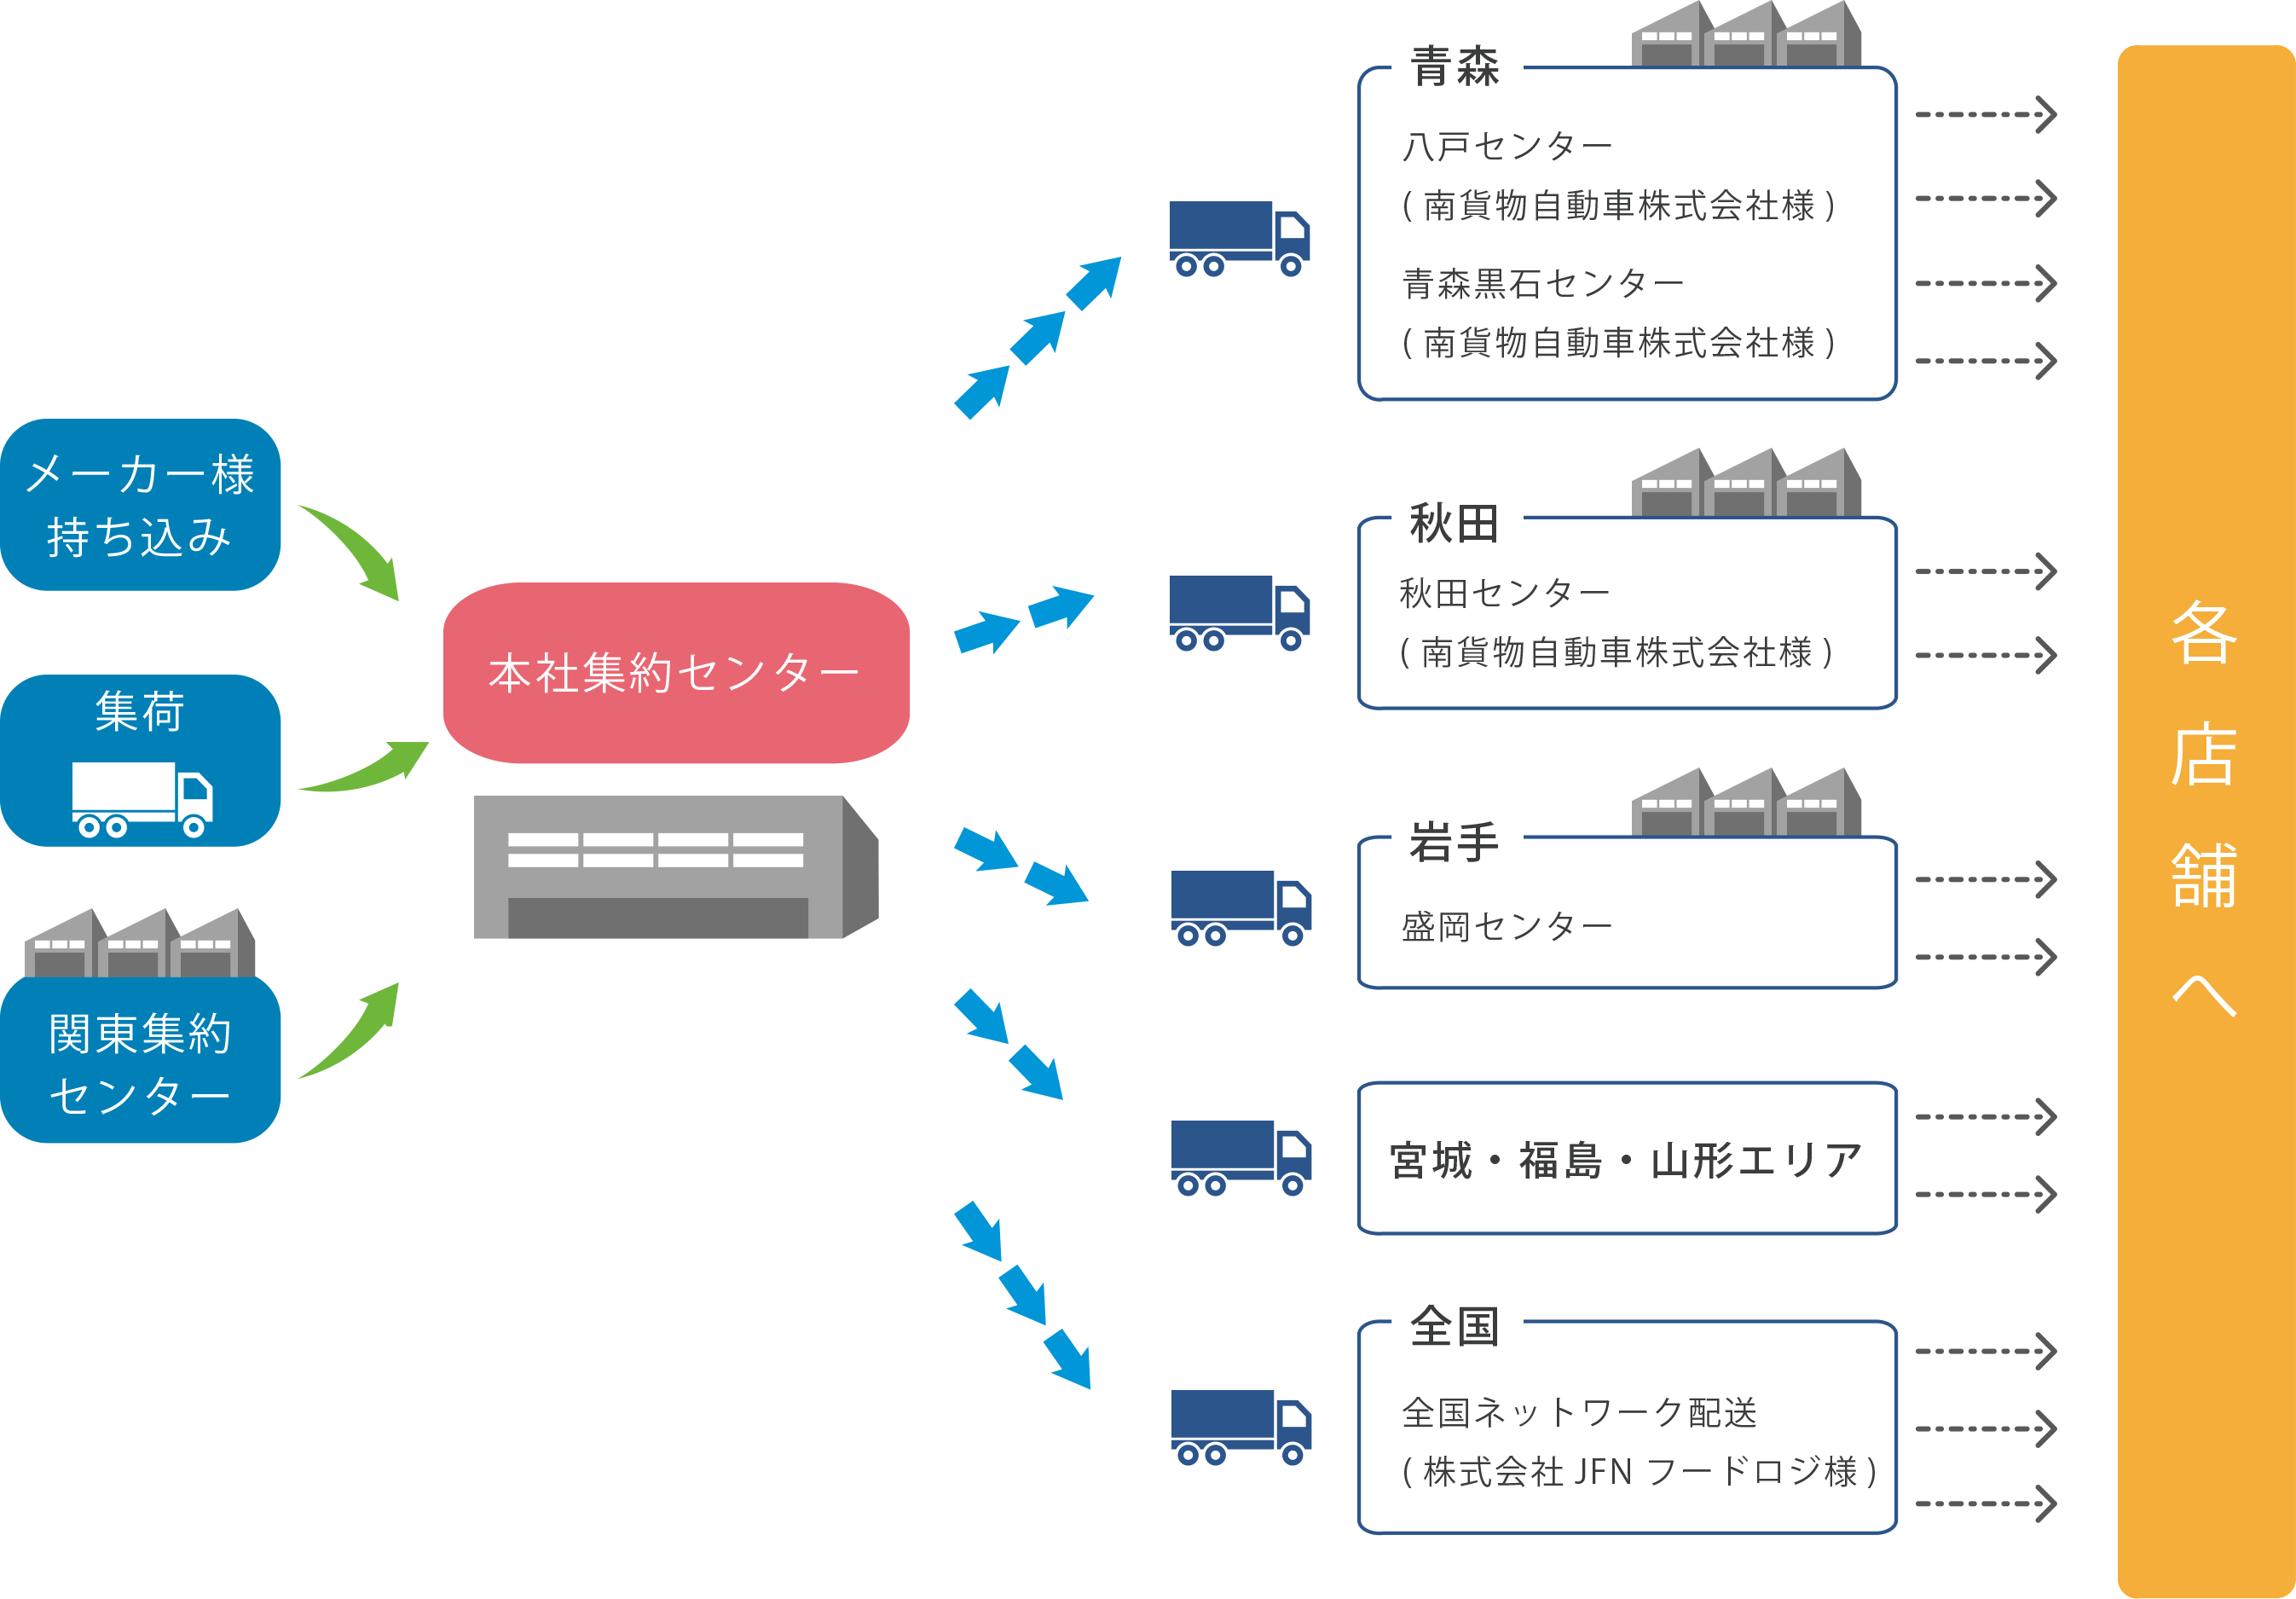 メーカー様
持ち込み
集荷
関東集約
センター
本社集約センター
青森
八戸センター
( 南貨物自動車株式会社様 )
青森黒石センター
( 南貨物自動車株式会社様 )
秋田
秋田センター
( 南貨物自動車株式会社様 )
岩手
盛岡センター
宮城・福島・山形エリア
全国
全国ネットワーク配送
( 株式会社 JFN フードロジ様 )
各店舗へ